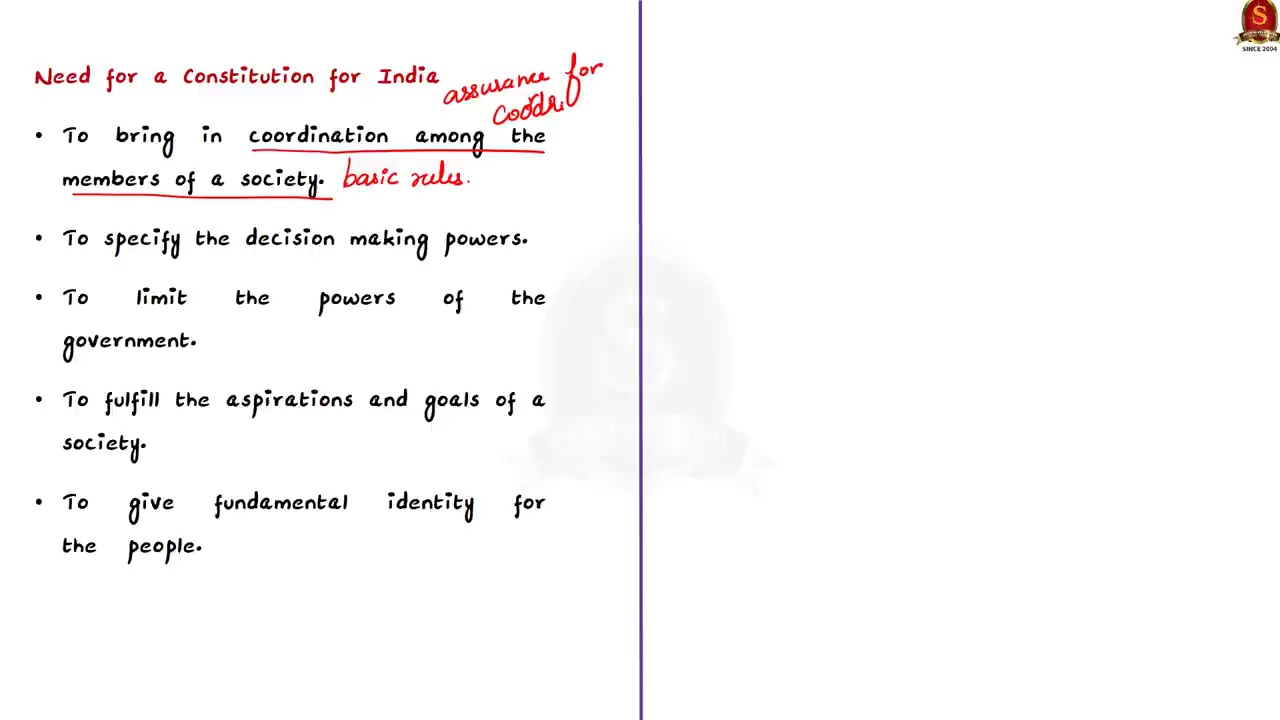 Need for a Constitution for India
assurance for
coord.
• To bring in coordination among the
members of a society. basic rules.
• To specify the decision making powers.
• To limit the powers of the
government.
• To fulfill the aspirations and goals of a
society.
• To give fundamental identity for
the people.
S
SINCE 2004